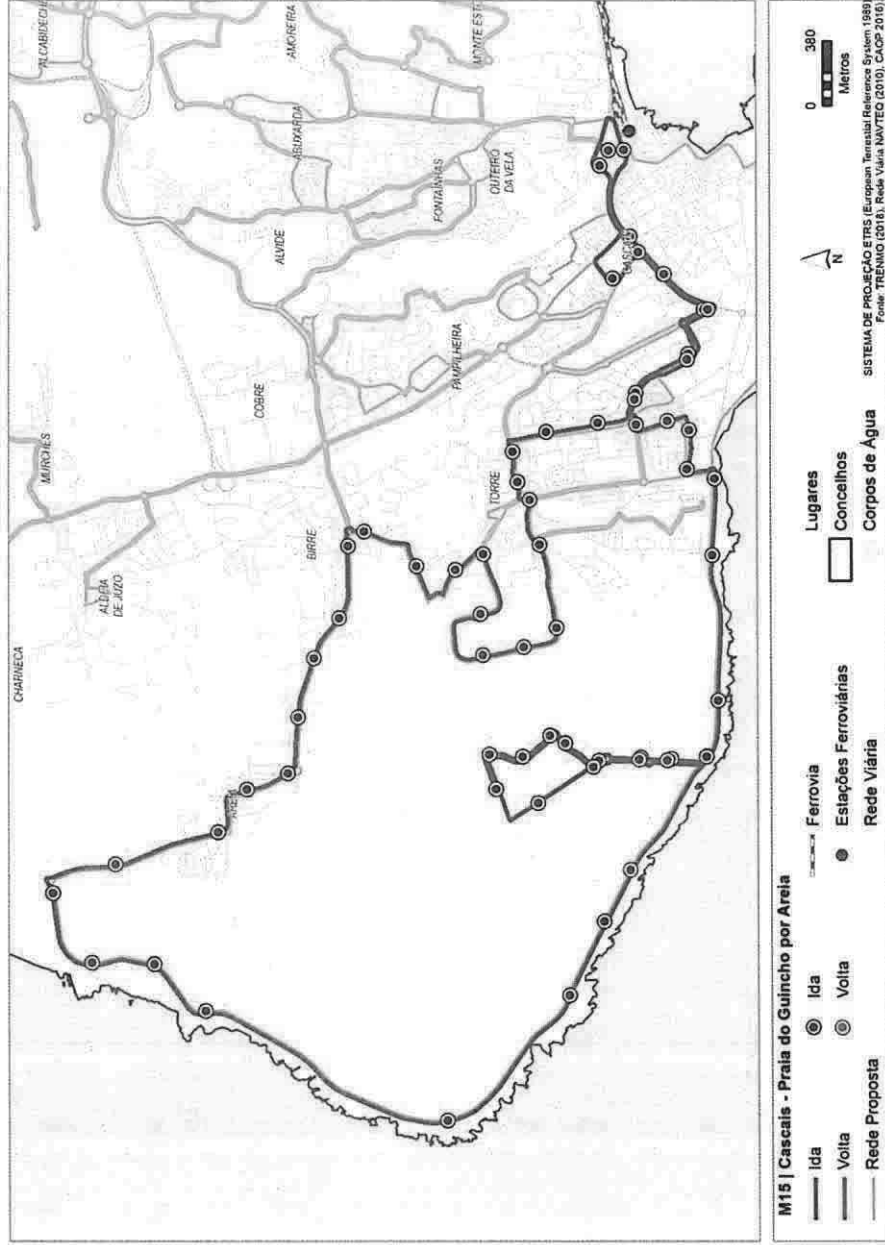 ALCABIDECHE
AMOREIRA
MONTE EST
ABUXARDA
FONTAINHAS
OUTEIRO
DA VELA
ALVIDE
CASCAIS
PAMPILHEIRA
COBRE
MURCHES
TORRE
BIRRE
ALDEIA
DE JUZO
CHARNECA
AREIA
M15 | Cascais - Praia do Guincho por Areia
Ida
Volta
Rede Proposta
Ida
Volta
Ferrovia
Estações Ferroviárias
Rede Viária
Lugares
Concelhos
Corpos de Água
N
0 380
Metros
SISTEMA DE PROJEÇÃO ETRS (European Terrestrial Reference System 1989)
Fonte: TRENMO (2018), Rede Viária NAVTEQ (2010), CAOP 2016)